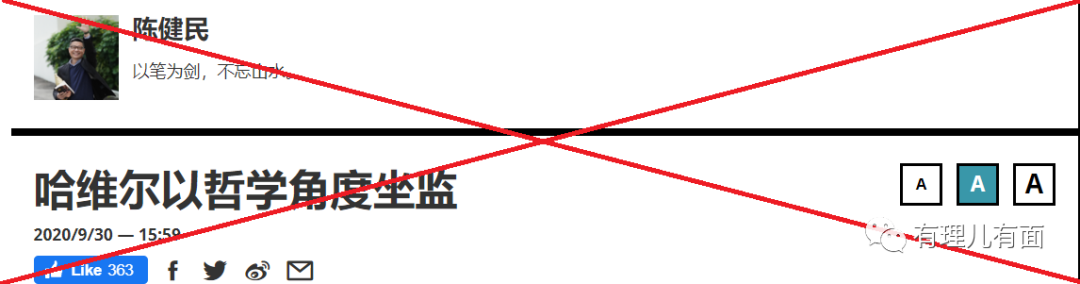 陈健民
以笔为剑，不忘山水。
哈维尔以哲学角度坐监
A A A
2020/9/30 — 15:59
有理儿有面
Like 363